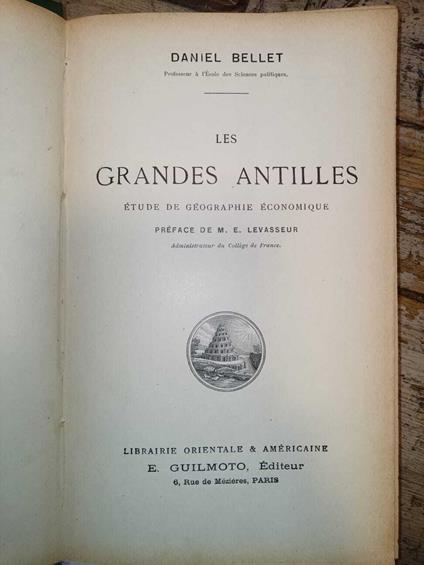 DANIEL BELLET
Professeur à l'École des Sciences politiques.
LES
GRANDES ANTILLES
ÉTUDE DE GÉOGRAPHIE ÉCONOMIQUE
PRÉFACE DE M. E. LEVASSEUR
Administrateur du Collège de France.
LIBRAIRIE ORIENTALE & AMÉRICAINE
E. GUILMOTO, Éditeur
6, Rue de Mézières, PARIS